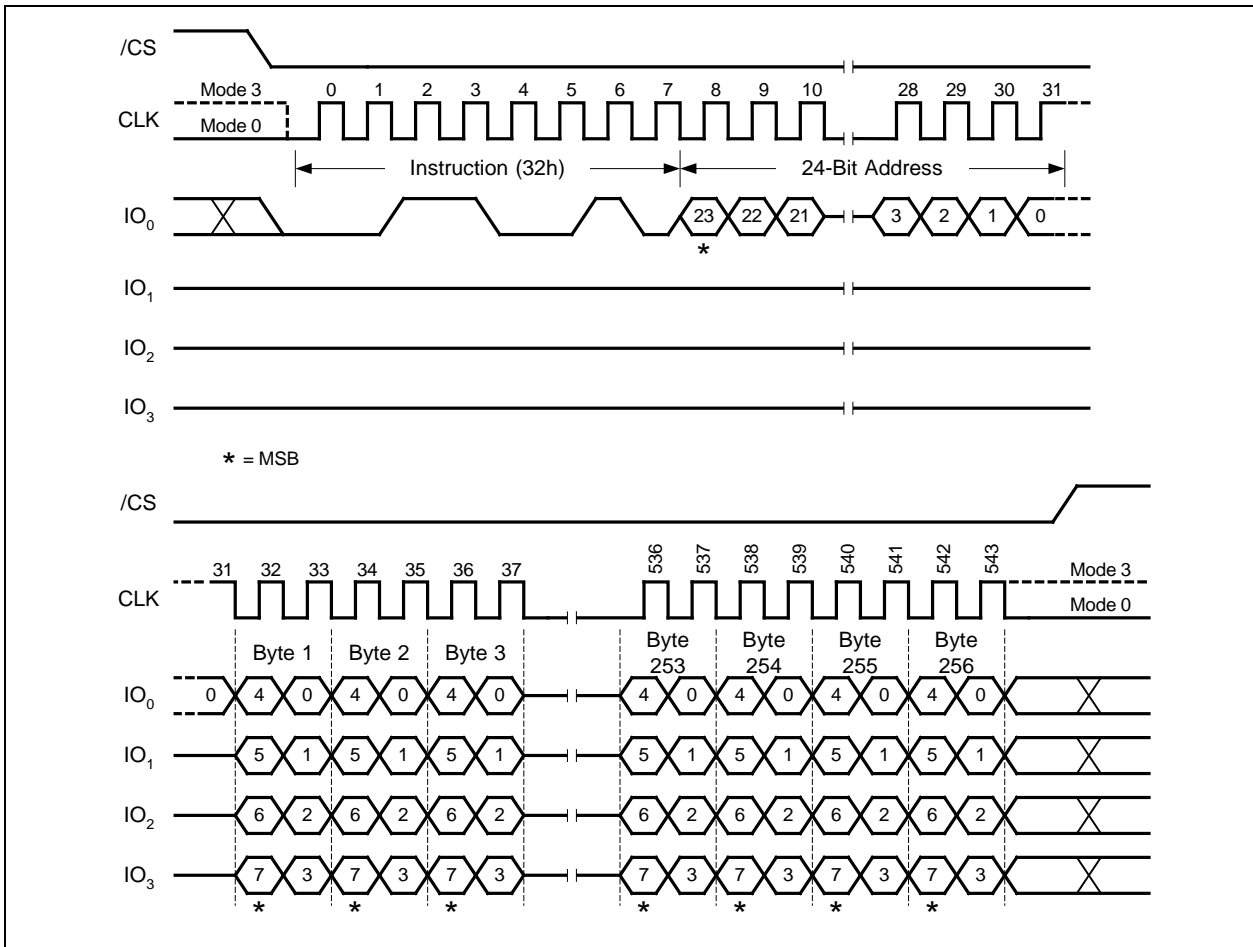 /CS
Mode 3 0 1 2 3 4 5 6 7 8 9 10 28 29 30 31
CLK
Mode 0
Instruction (32h) 24-Bit Address
IO0 23 22 21 3 2 1 0
*
IO1
IO2
IO3
* = MSB
/CS
31 32 33 34 35 36 37 536 537 538 539 540 541 542 543 Mode 3
CLK
Mode 0
Byte 1 Byte 2 Byte 3 Byte 253 Byte 254 Byte 255 Byte 256
IO0 0 4 0 4 0 4 0 4 0 4 0 4 0 4 0
IO1 5 1 5 1 5 1 5 1 5 1 5 1 5 1
IO2 6 2 6 2 6 2 6 2 6 2 6 2 6 2
IO3 7 3 7 3 7 3 7 3 7 3 7 3 7 3
* * * * * * *